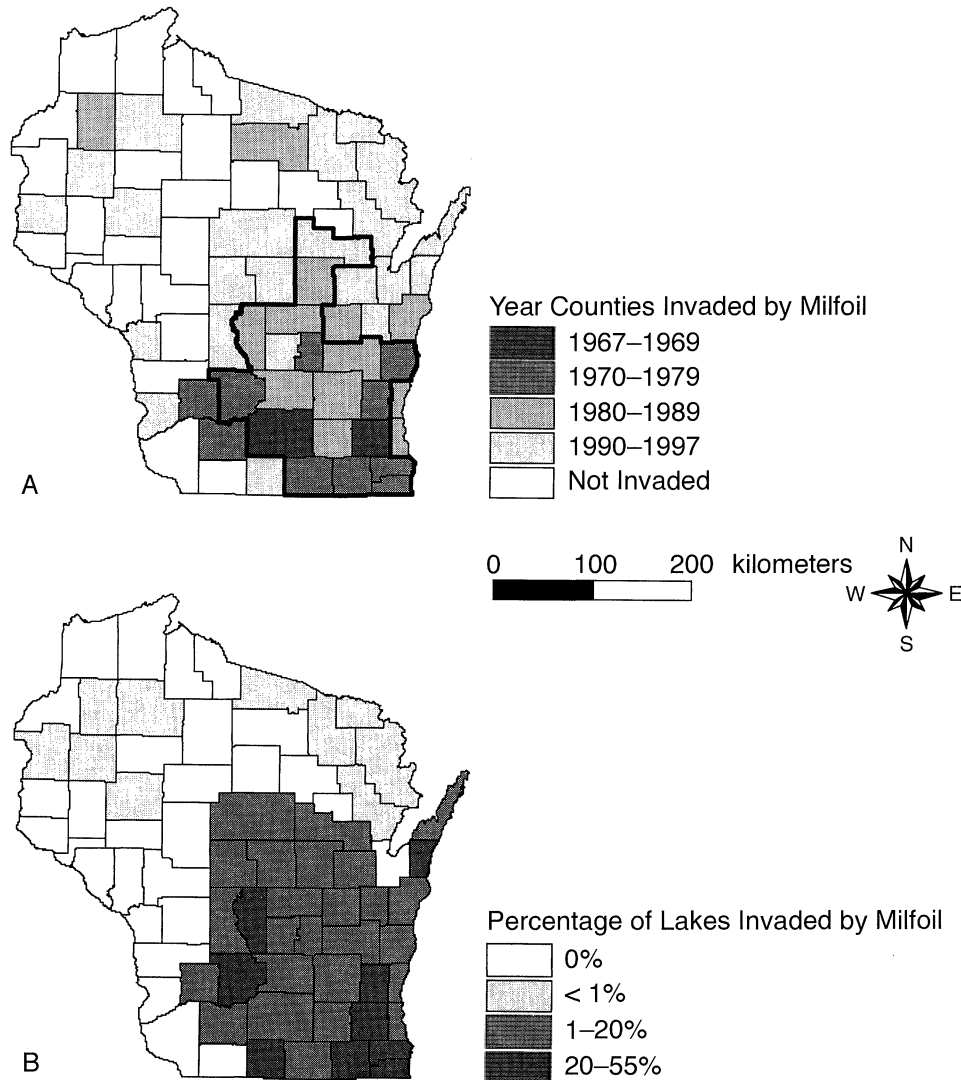 Year Counties Invaded by Milfoil
1967–1969
1970–1979
1980–1989
1990–1997
Not Invaded
A
0 100 200 kilometers
N
W E
S
Percentage of Lakes Invaded by Milfoil
0%
< 1%
1–20%
20–55%
B